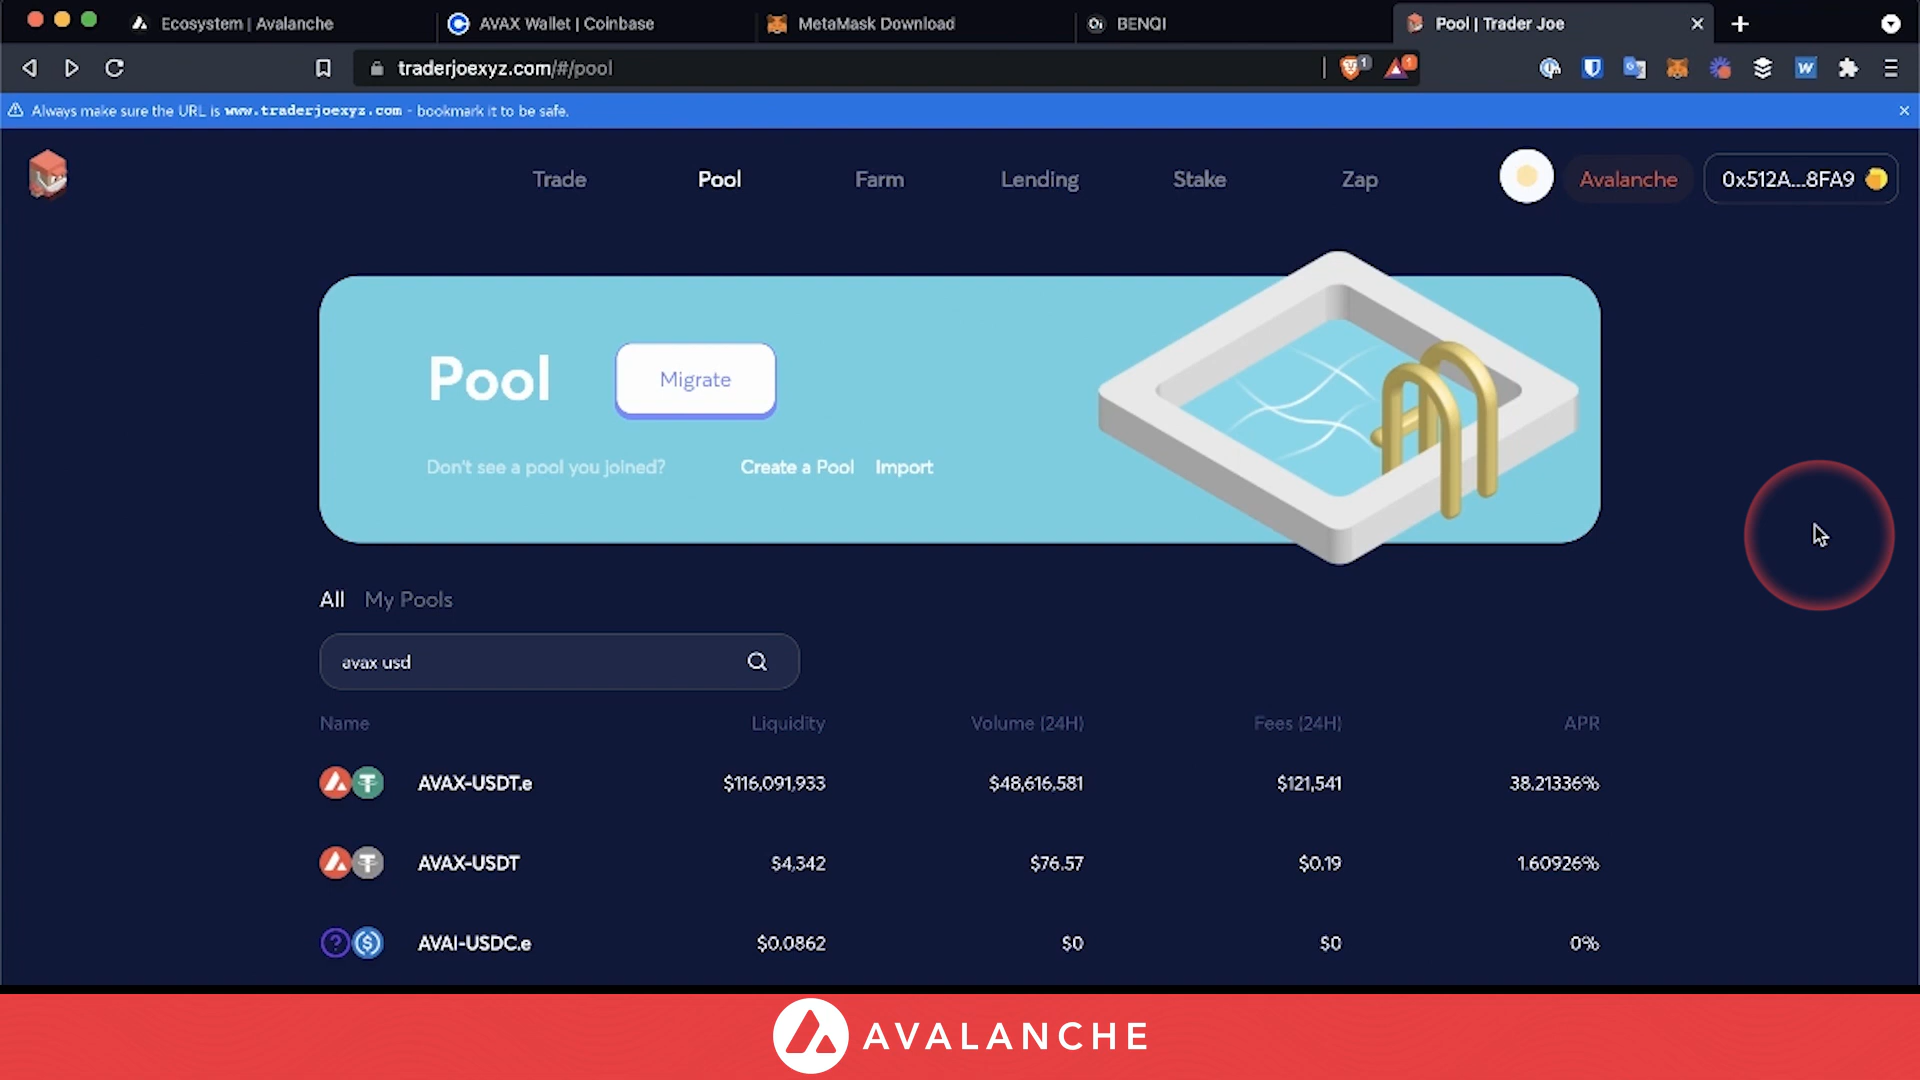 Ecosystem | Avalanche
AVAX Wallet | Coinbase
MetaMask Download
BENQI
Pool | Trader Joe
traderjoexyz.com/#/pool
1
1
Always make sure the URL is www.traderjoexyz.com - bookmark it to be safe.
Trade
Pool
Farm
Lending
Stake
Zap
Avalanche
0x512A...8FA9
Pool
Migrate
Don't see a pool you joined?
Create a Pool
Import
All
My Pools
avax usd
Name Liquidity Volume (24H) Fees (24H) APR
AVAX-USDT.e $116,091,933 $48,616,581 $121,541 38.21336%
AVAX-USDT $4,342 $76.57 $0.19 1.60926%
AVAI-USDC.e $0.0862 $0 $0 0%
AVALANCHE